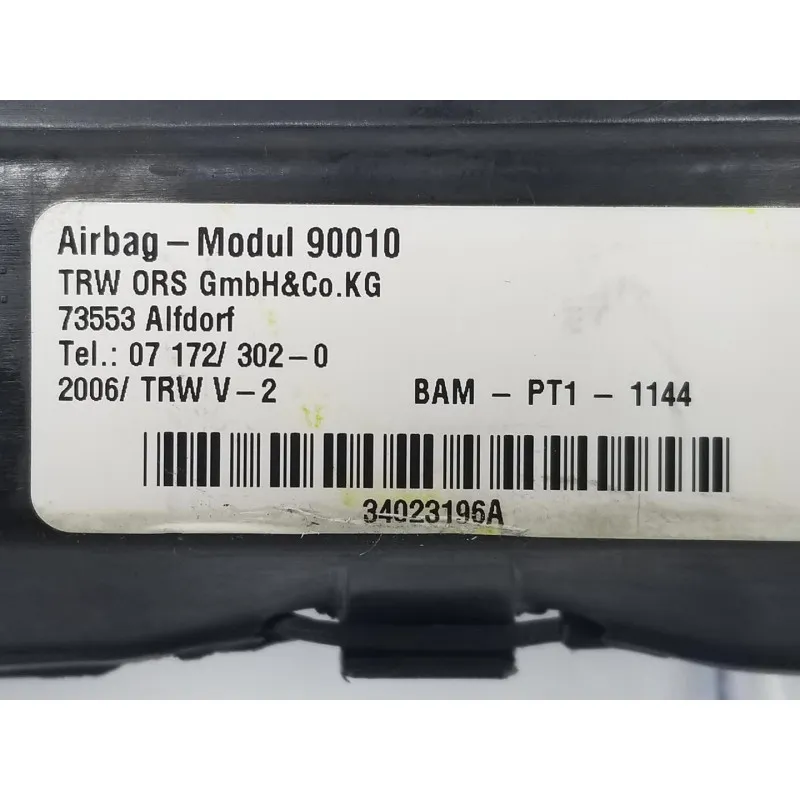 Airbag – Modul 90010
TRW ORS GmbH&Co.KG
73553 Alfdorf
Tel.: 07 172/ 302 – 0
2006/ TRW V – 2 BAM – PT1 – 1144
34023196A